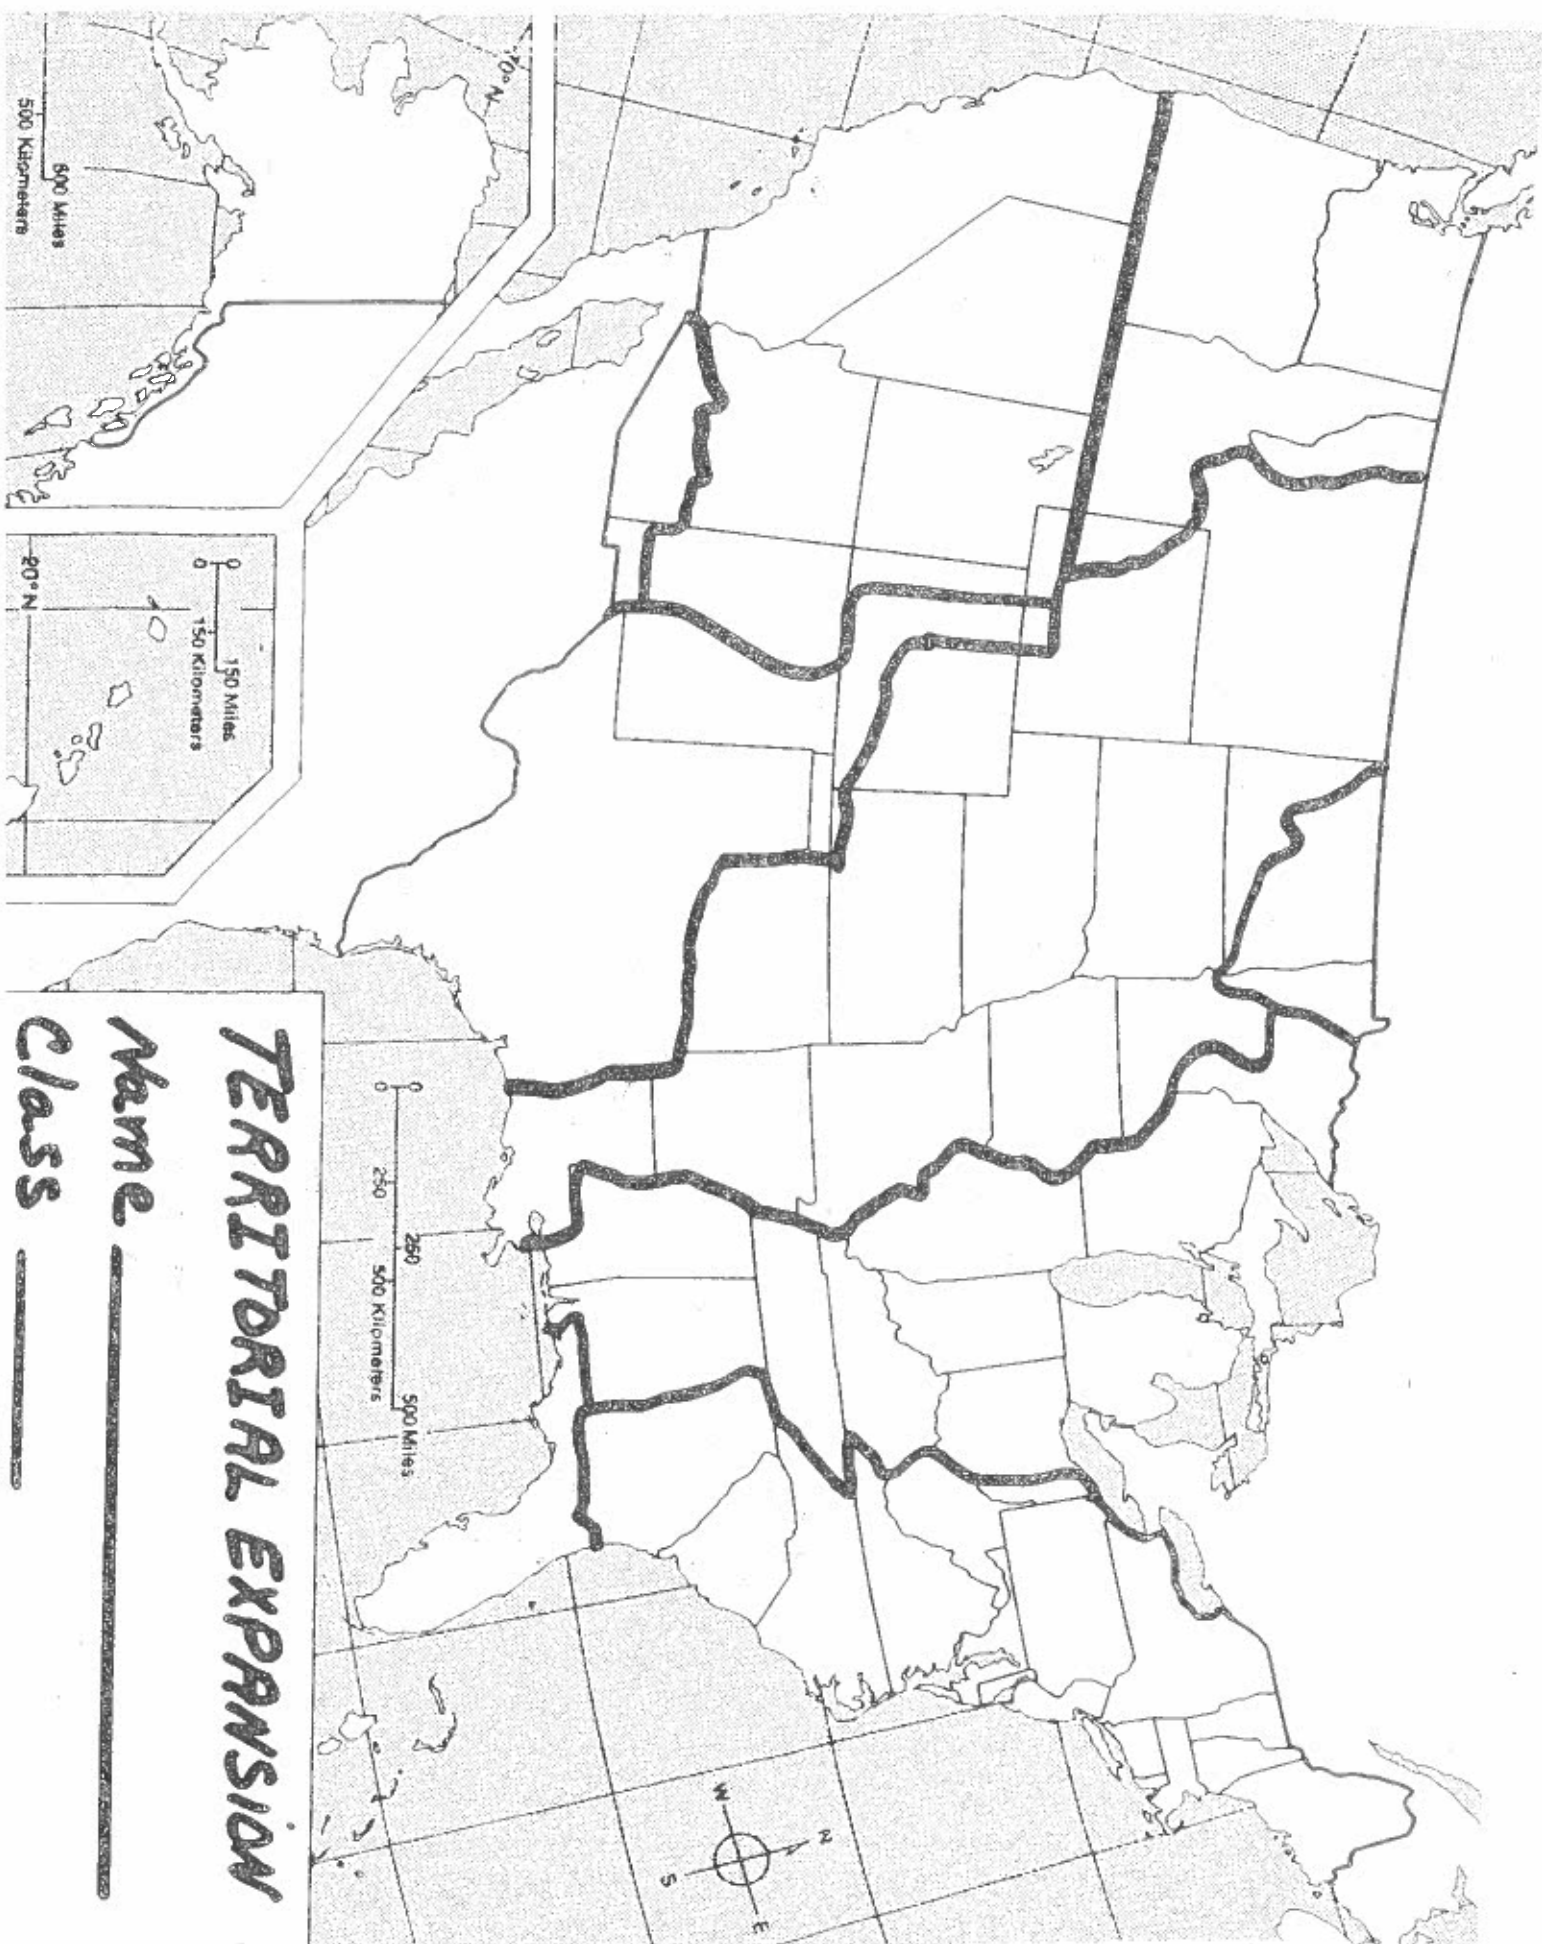 TERRITORIAL EXPANSION
Name
Class
70° N
500 Miles
500 Kilometers
20° N
0 150 Miles
0 150 Kilometers
0 250 500 Miles
0 250 500 Kilometers
N
W
E
S